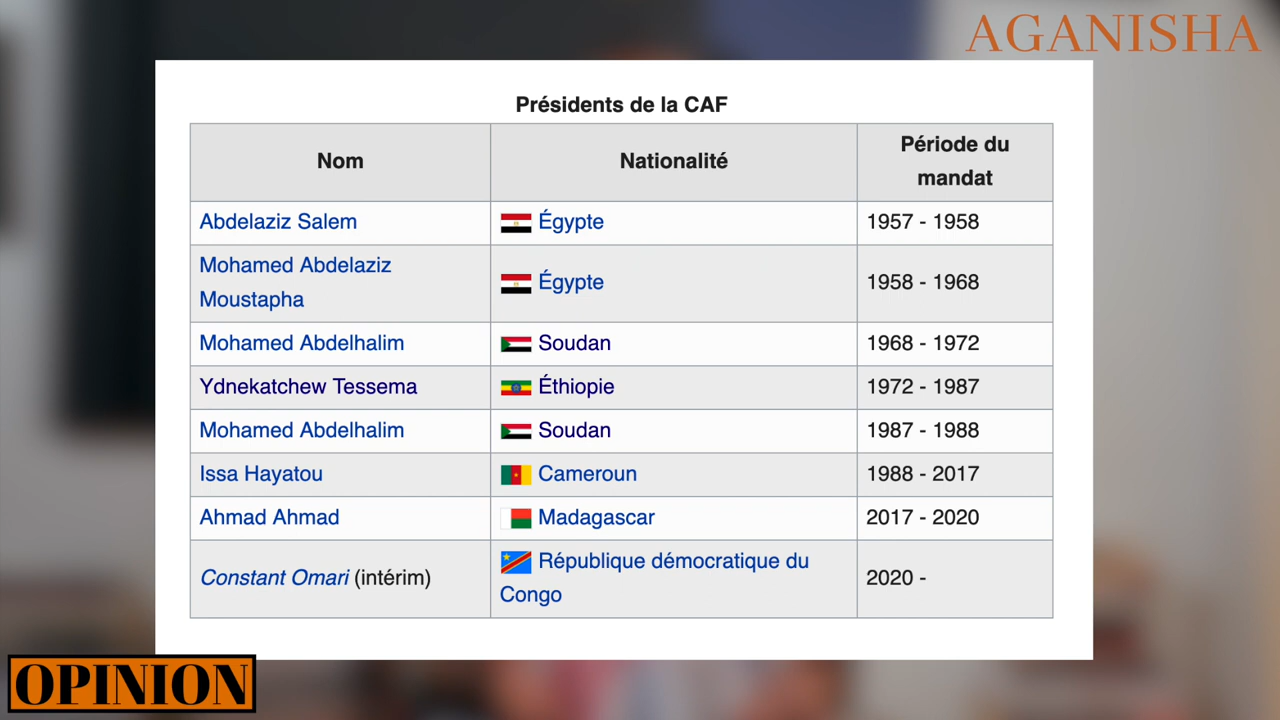 AGANISHA
Présidents de la CAF
Nom
Nationalité
Période du
mandat
Abdelaziz Salem
Égypte
1957 - 1958
Mohamed Abdelaziz
Moustapha
Égypte
1958 - 1968
Mohamed Abdelhalim
Soudan
1968 - 1972
Ydnekatchew Tessema
Éthiopie
1972 - 1987
Mohamed Abdelhalim
Soudan
1987 - 1988
Issa Hayatou
Cameroun
1988 - 2017
Ahmad Ahmad
Madagascar
2017 - 2020
Constant Omari (intérim)
République démocratique du
Congo
2020 -
OPINION